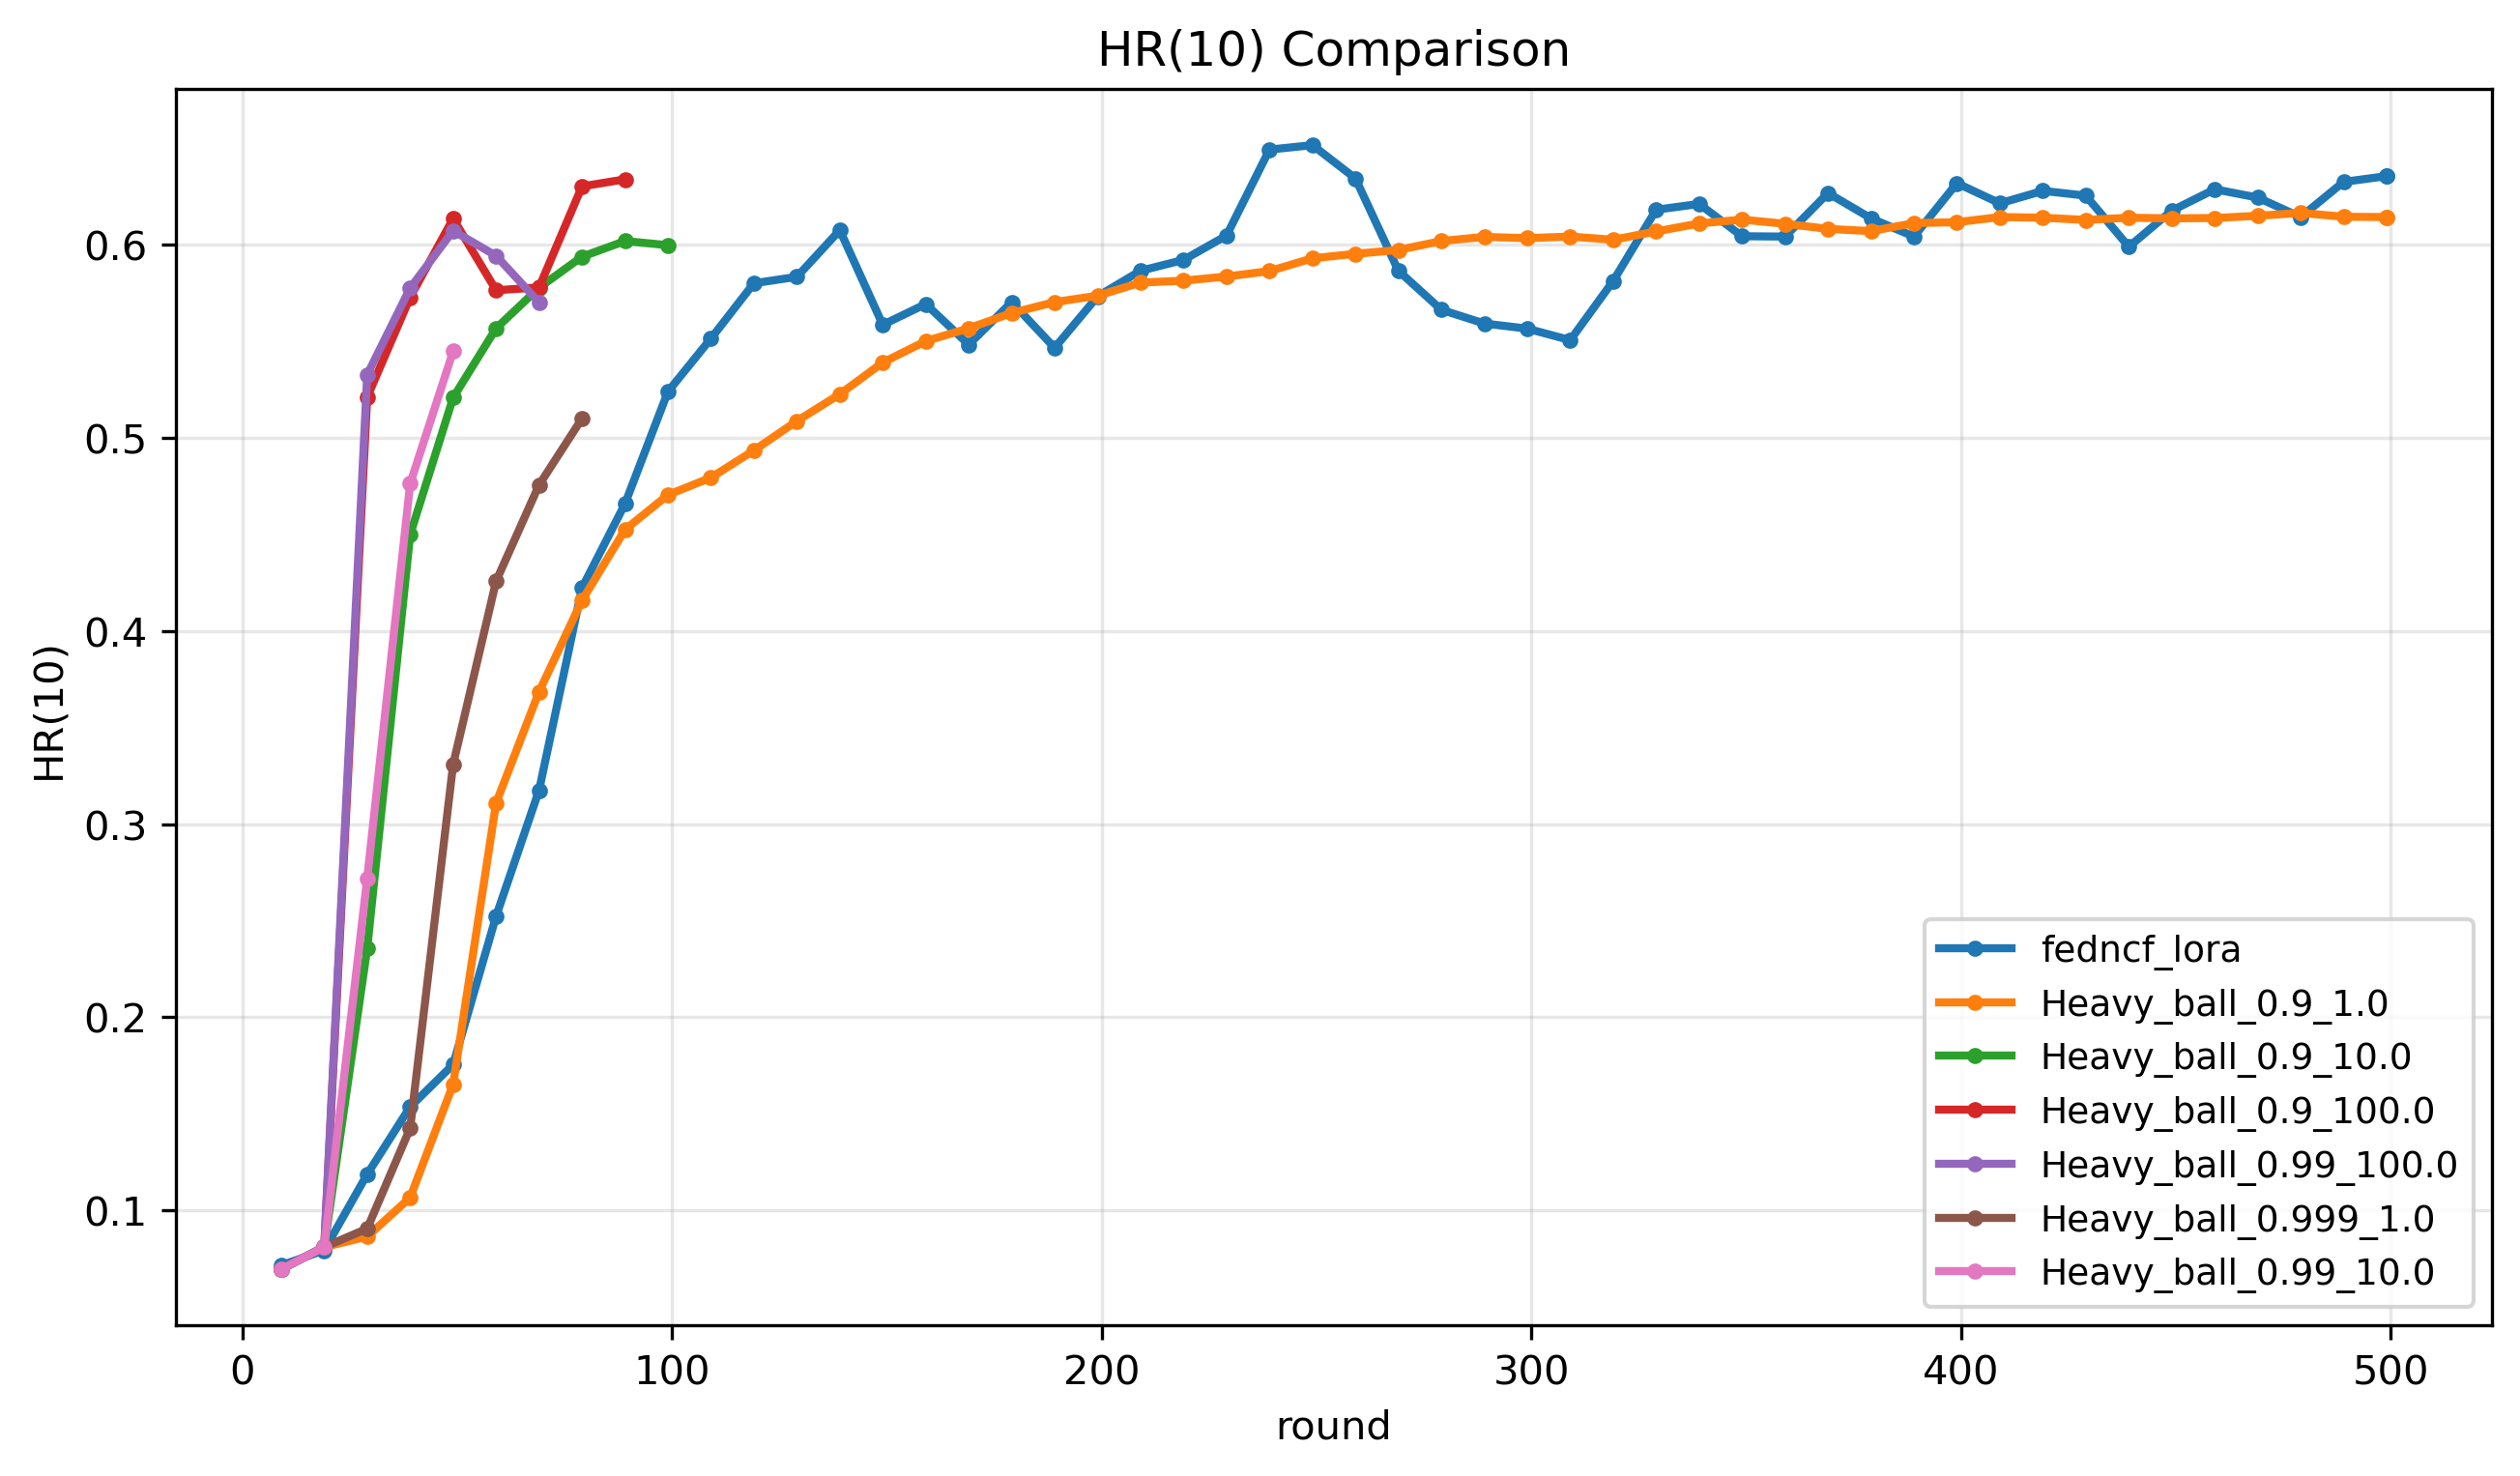 HR(10) Comparison
HR(10)
0.6
0.5
0.4
0.3
0.2
0.1
0 100 200 300 400 500
round
fedncf_lora
Heavy_ball_0.9_1.0
Heavy_ball_0.9_10.0
Heavy_ball_0.9_100.0
Heavy_ball_0.99_100.0
Heavy_ball_0.999_1.0
Heavy_ball_0.99_10.0